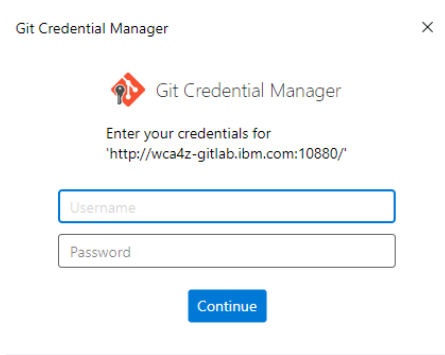 Git Credential Manager
Git Credential Manager
Enter your credentials for
'http://wca4z-gitlab.ibm.com:10880/'
Username
Password
Continue